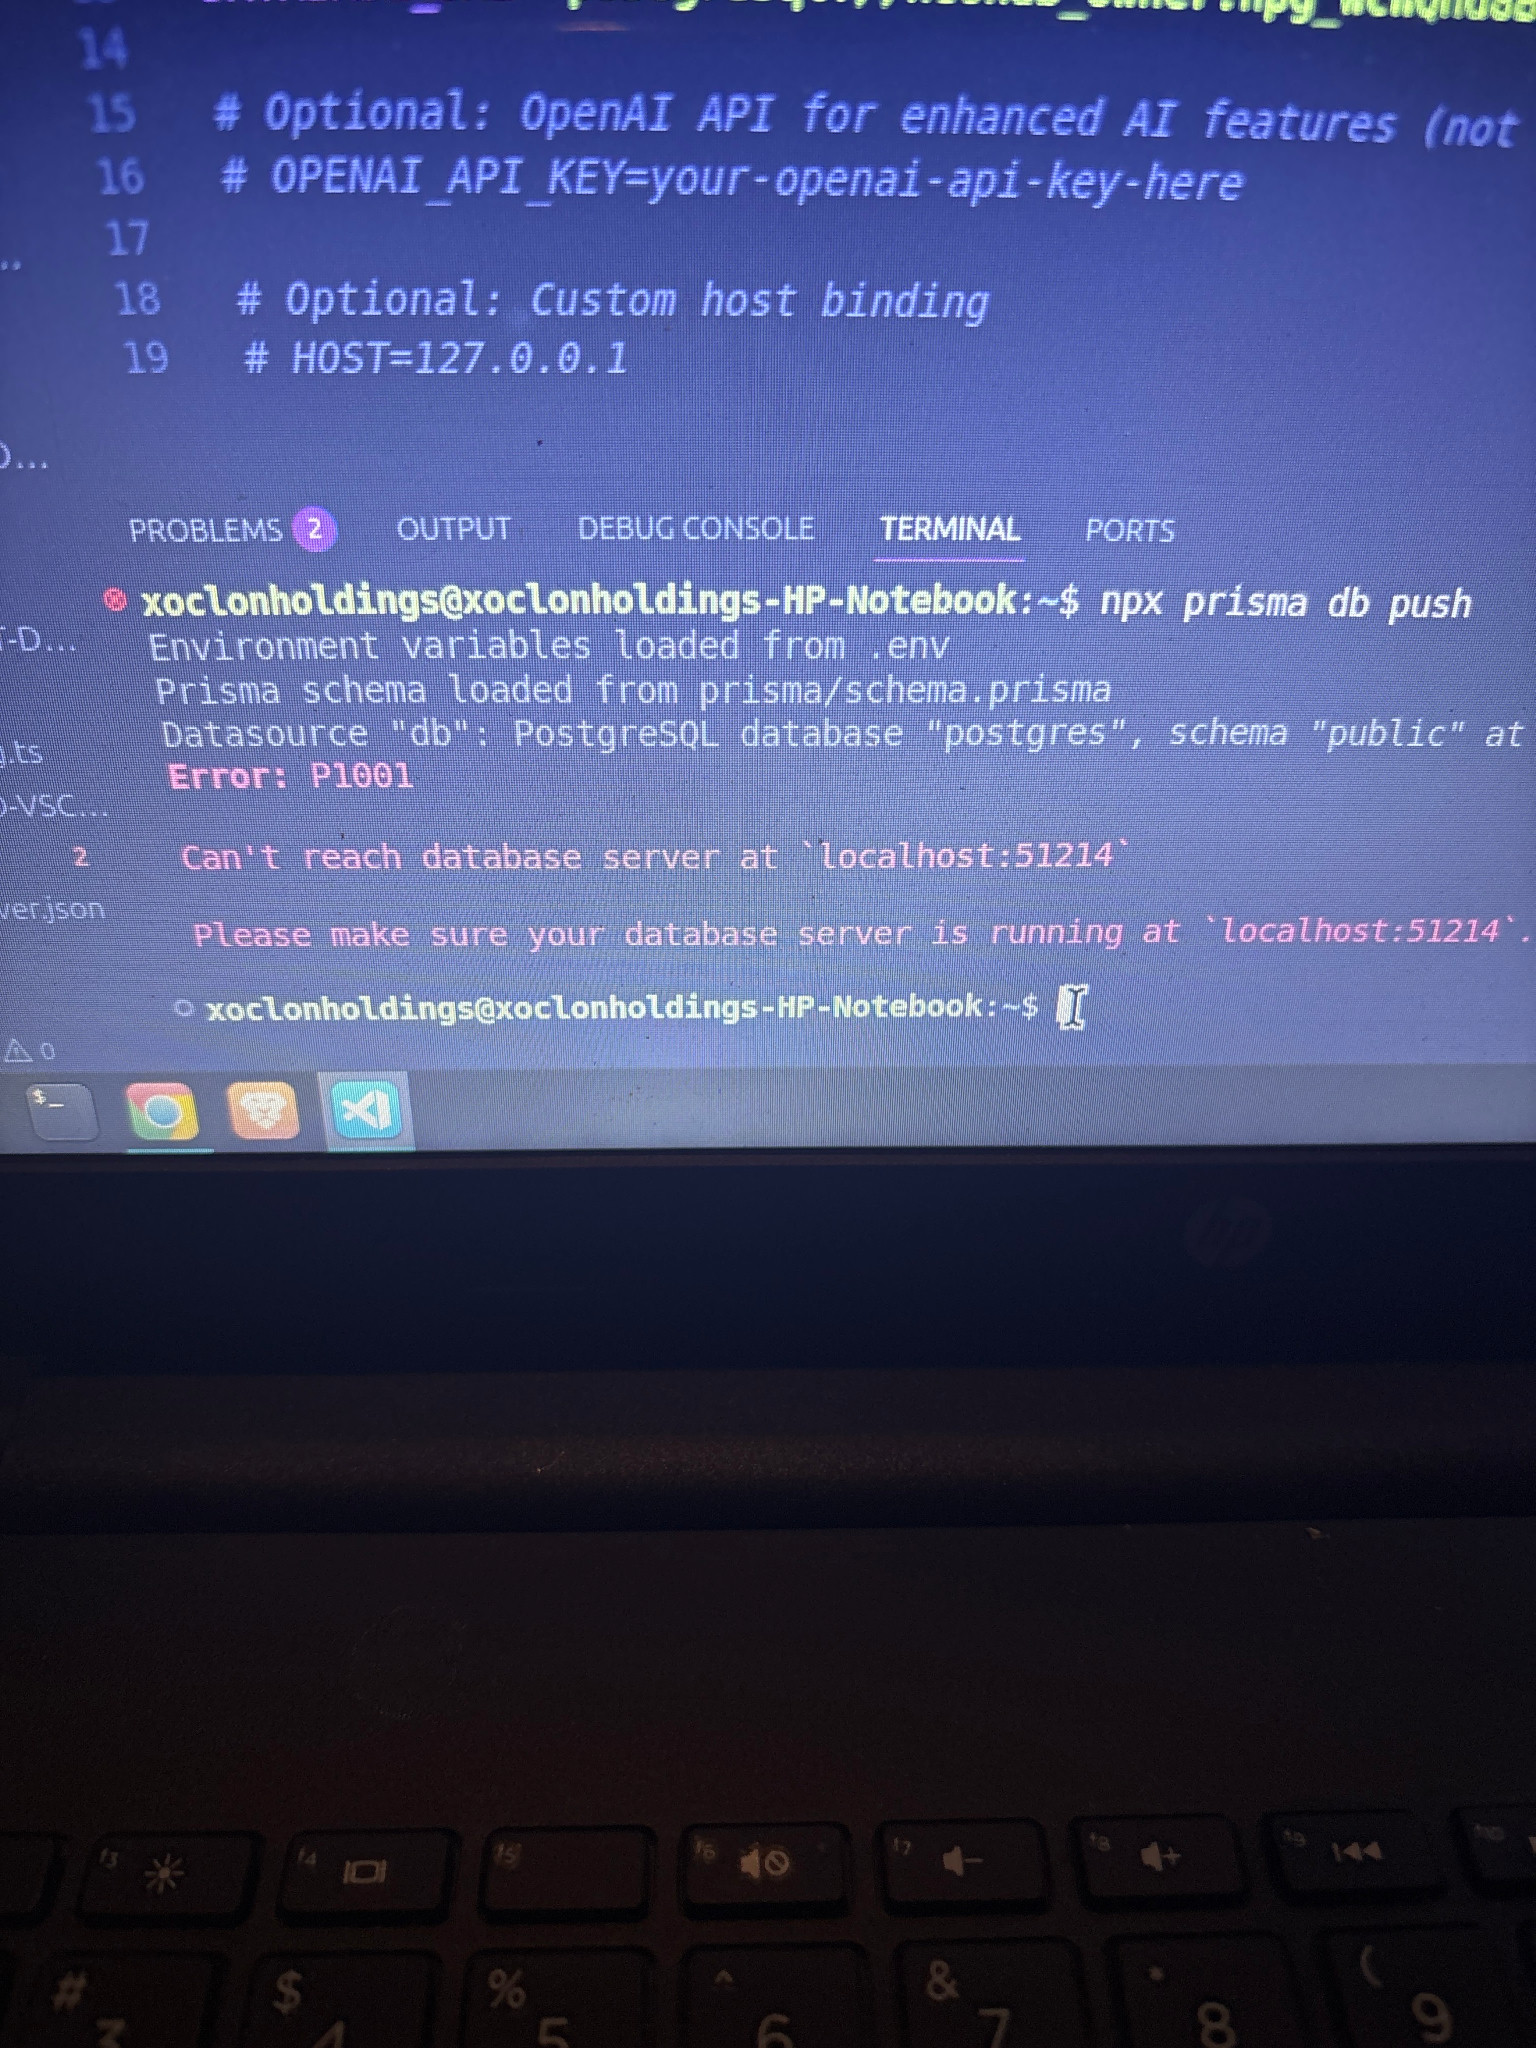 14
15 # Optional: OpenAI API for enhanced AI features (not
16 # OPENAI_API_KEY=your-openai-api-key-here
17
18 # Optional: Custom host binding
19 # HOST=127.0.0.1
..
D...
PROBLEMS 2 OUTPUT DEBUG CONSOLE TERMINAL PORTS
xoclonholdings@xoclonholdings-HP-Notebook:~$ npx prisma db push
T-D... Environment variables loaded from .env
Prisma schema loaded from prisma/schema.prisma
.ts Datasource "db": PostgreSQL database "postgres", schema "public" at
Error: P1001
-VSC...
2 Can't reach database server at `localhost:51214`
ver.json Please make sure your database server is running at `localhost:51214`.
xoclonholdings@xoclonholdings-HP-Notebook:~$
0
$_
hp
f3 f4 f5 f6 f7 f8 f9 f10
# $ % ^ & * (
3 4 5 6 7 8 9